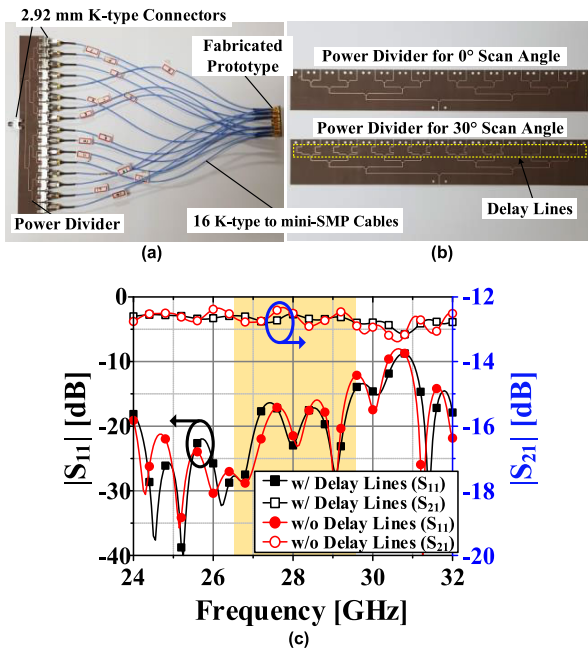 2.92 mm K-type Connectors
Fabricated
Prototype
Power Divider
16 K-type to mini-SMP Cables
(a)
Power Divider for 0° Scan Angle
Power Divider for 30° Scan Angle
Delay Lines
(b)
0
-10
-20
-30
-40
|S11| [dB]
-12
-14
-16
-18
-20
|S21| [dB]
w/ Delay Lines (S11)
w/ Delay Lines (S21)
w/o Delay Lines (S11)
w/o Delay Lines (S21)
24 26 28 30 32
Frequency [GHz]
(c)